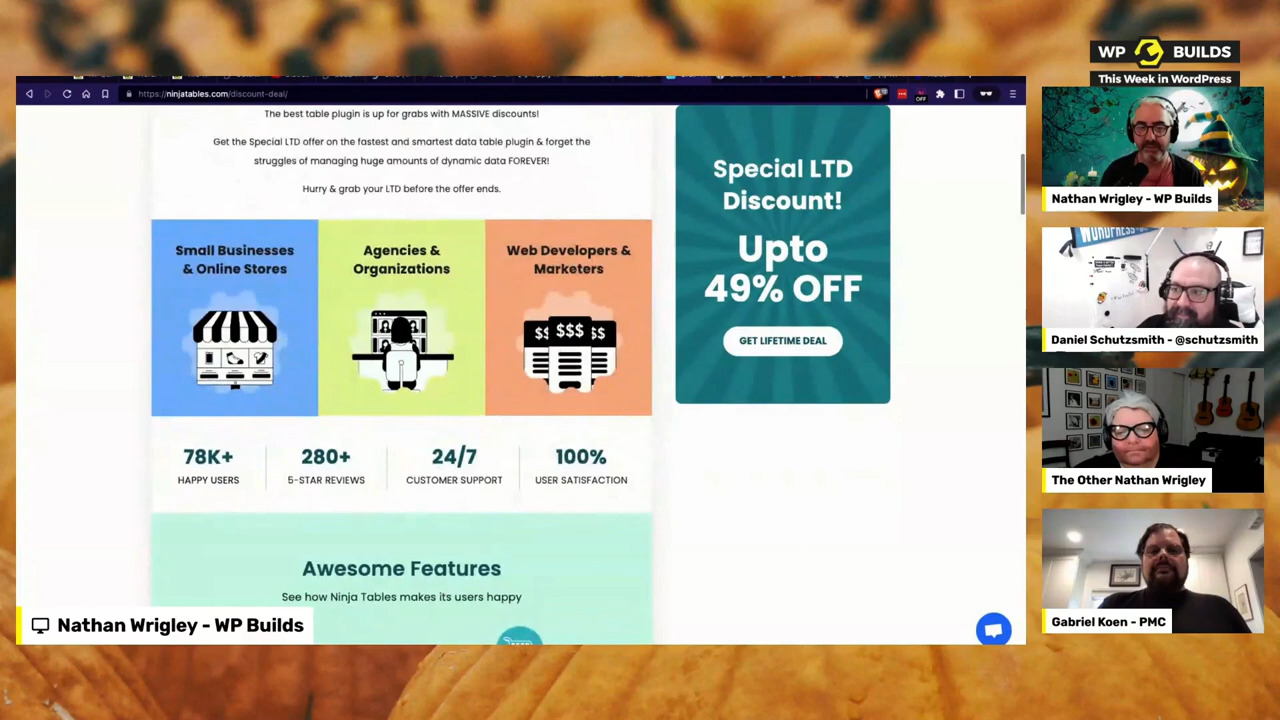 WP BUILDS
This Week in WordPress
https://ninjatables.com/discount-deal/
OFF
The best table plugin is up for grabs with MASSIVE discounts!
Get the Special LTD offer on the fastest and smartest data table plugin & forget the
struggles of managing huge amounts of dynamic data FOREVER!
Hurry & grab your LTD before the offer ends.
Small Businesses
& Online Stores
Agencies &
Organizations
Web Developers &
Marketers
$$ $$$ $$
78K+
HAPPY USERS
280+
5-STAR REVIEWS
24/7
CUSTOMER SUPPORT
100%
USER SATISFACTION
Awesome Features
See how Ninja Tables makes its users happy
Special LTD
Discount!
Upto
49% OFF
GET LIFETIME DEAL
Nathan Wrigley - WP Builds
Nathan Wrigley - WP Builds
Daniel Schutzsmith - @schutzsmith
The Other Nathan Wrigley
Gabriel Koen - PMC